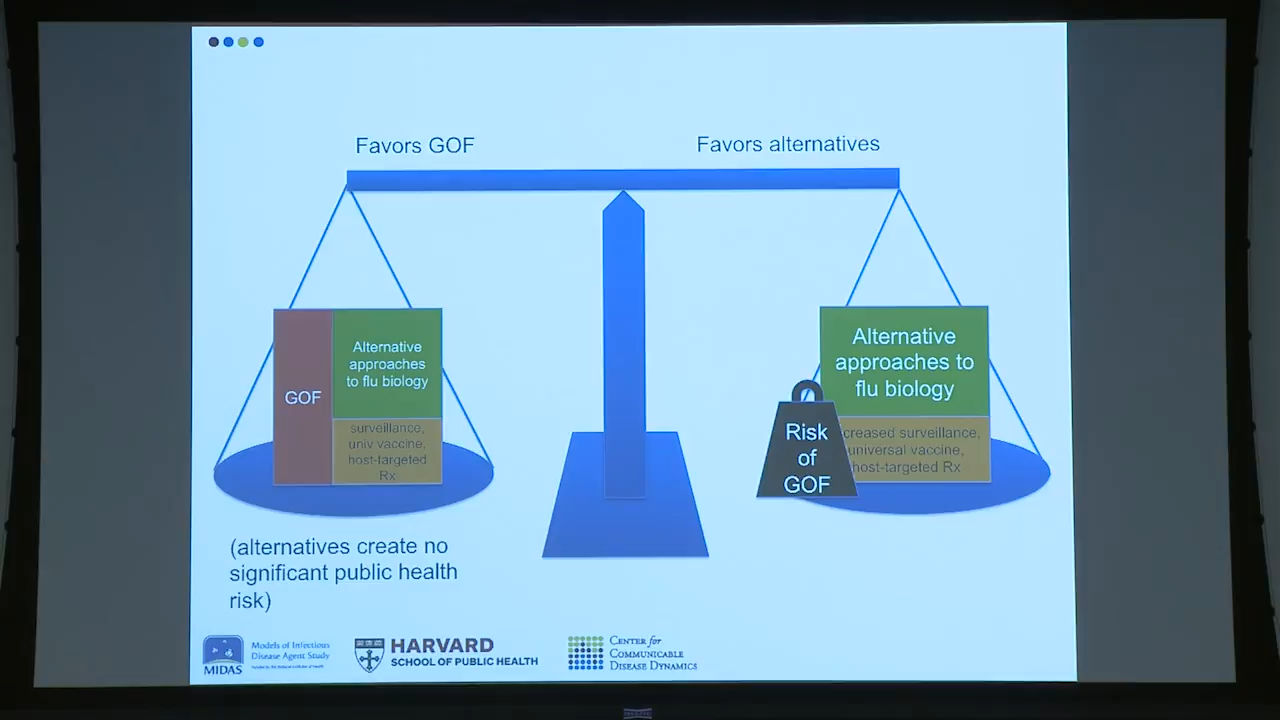 Favors GOF
Favors alternatives
GOF
Alternative
approaches
to flu biology
surveillance,
univ vaccine,
host-targeted
Rx
Alternative
approaches to
flu biology
creased surveillance,
universal vaccine,
host-targeted Rx
Risk
of
GOF
(alternatives create no
significant public health
risk)
MIDAS
Models of Infectious
Disease Agent Study
HARVARD
SCHOOL OF PUBLIC HEALTH
CENTER for
COMMUNICABLE
DISEASE DYNAMICS